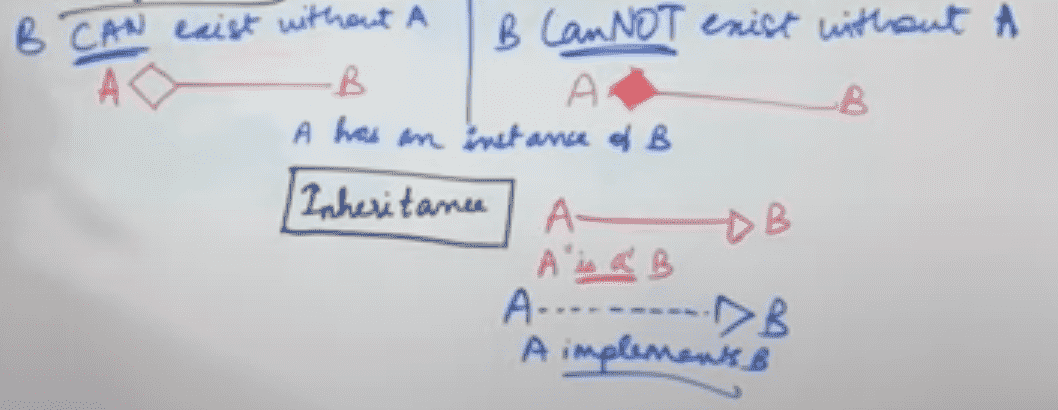 B CAN exist without A
B CanNOT exist without A
A B
A B
A has an instance of B
Inheritance
A B
A "is a" B
A B
A implements B